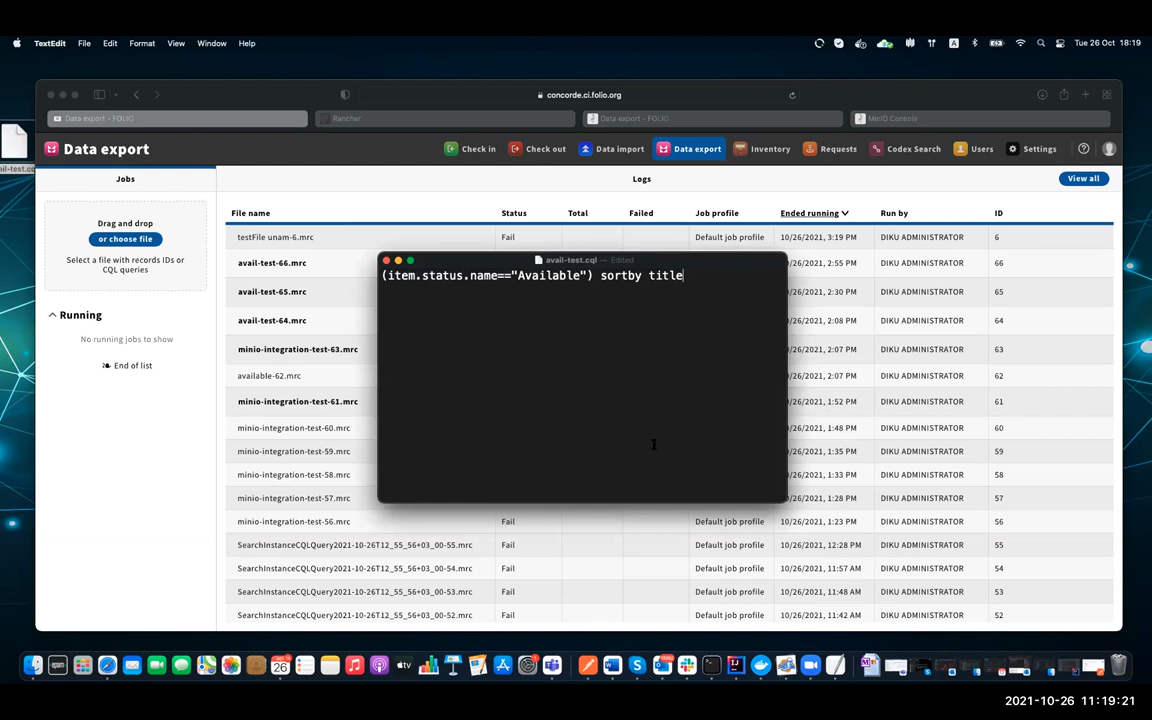 TextEdit File Edit Format View Window Help A Tue 26 Oct 18:19
concorde.ci.folio.org
Data export – FOLIO Rancher Data export – FOLIO MinIO Console
Data export Check in Check out Data import Data export Inventory Requests Codex Search Users Settings
Jobs Logs View all
Drag and drop
or choose file
Select a file with records IDs or
CQL queries
Running
No running jobs to show
End of list
File name Status Total Failed Job profile Ended running Run by ID
testFile unam-6.mrc Fail Default job profile 10/26/2021, 3:19 PM DIKU ADMINISTRATOR 6
avail-test-66.mrc /26/2021, 2:55 PM DIKU ADMINISTRATOR 66
avail-test-65.mrc /26/2021, 2:30 PM DIKU ADMINISTRATOR 65
avail-test-64.mrc /26/2021, 2:08 PM DIKU ADMINISTRATOR 64
minio-integration-test-63.mrc /26/2021, 2:07 PM DIKU ADMINISTRATOR 63
available-62.mrc /26/2021, 2:07 PM DIKU ADMINISTRATOR 62
minio-integration-test-61.mrc /26/2021, 1:52 PM DIKU ADMINISTRATOR 61
minio-integration-test-60.mrc /26/2021, 1:48 PM DIKU ADMINISTRATOR 60
minio-integration-test-59.mrc /26/2021, 1:35 PM DIKU ADMINISTRATOR 59
minio-integration-test-58.mrc /26/2021, 1:33 PM DIKU ADMINISTRATOR 58
minio-integration-test-57.mrc /26/2021, 1:28 PM DIKU ADMINISTRATOR 57
minio-integration-test-56.mrc Fail Default job profile 10/26/2021, 1:23 PM DIKU ADMINISTRATOR 56
SearchInstanceCQLQuery2021-10-26T12_55_56+03_00-55.mrc Fail Default job profile 10/26/2021, 12:28 PM DIKU ADMINISTRATOR 55
SearchInstanceCQLQuery2021-10-26T12_55_56+03_00-54.mrc Fail Default job profile 10/26/2021, 11:57 AM DIKU ADMINISTRATOR 54
SearchInstanceCQLQuery2021-10-26T12_55_56+03_00-53.mrc Fail Default job profile 10/26/2021, 11:48 AM DIKU ADMINISTRATOR 53
SearchInstanceCQLQuery2021-10-26T12_55_56+03_00-52.mrc Fail Default job profile 10/26/2021, 11:42 AM DIKU ADMINISTRATOR 52
avail-test.cql — Edited
(item.status.name=="Available") sortby title
2021-10-26 11:19:21